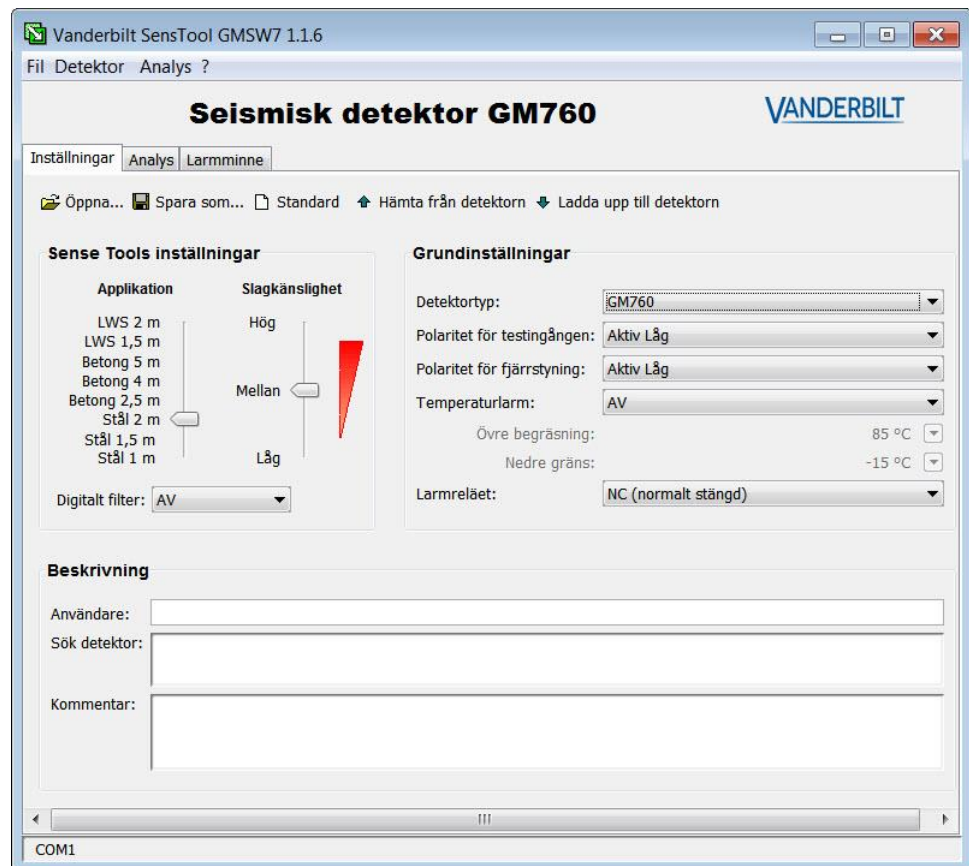 Vanderbilt SensTool GMSW7 1.1.6
Fil Detektor Analys ?
Seismisk detektor GM760
VANDERBILT
Inställningar Analys Larmminne
Öppna... Spara som... Standard Hämta från detektorn Ladda upp till detektorn
Sense Tools inställningar
Applikation Slagkänslighet
LWS 2 m
LWS 1,5 m
Betong 5 m
Betong 4 m
Betong 2,5 m
Stål 2 m
Stål 1,5 m
Stål 1 m
Hög
Mellan
Låg
Digitalt filter: AV
Grundinställningar
Detektortyp: GM760
Polaritet för testingången: Aktiv Låg
Polaritet för fjärrstyning: Aktiv Låg
Temperaturlarm: AV
Övre begräsning: 85 ºC
Nedre gräns: -15 ºC
Larmreläet: NC (normalt stängd)
Beskrivning
Användare:
Sök detektor:
Kommentar:
COM1